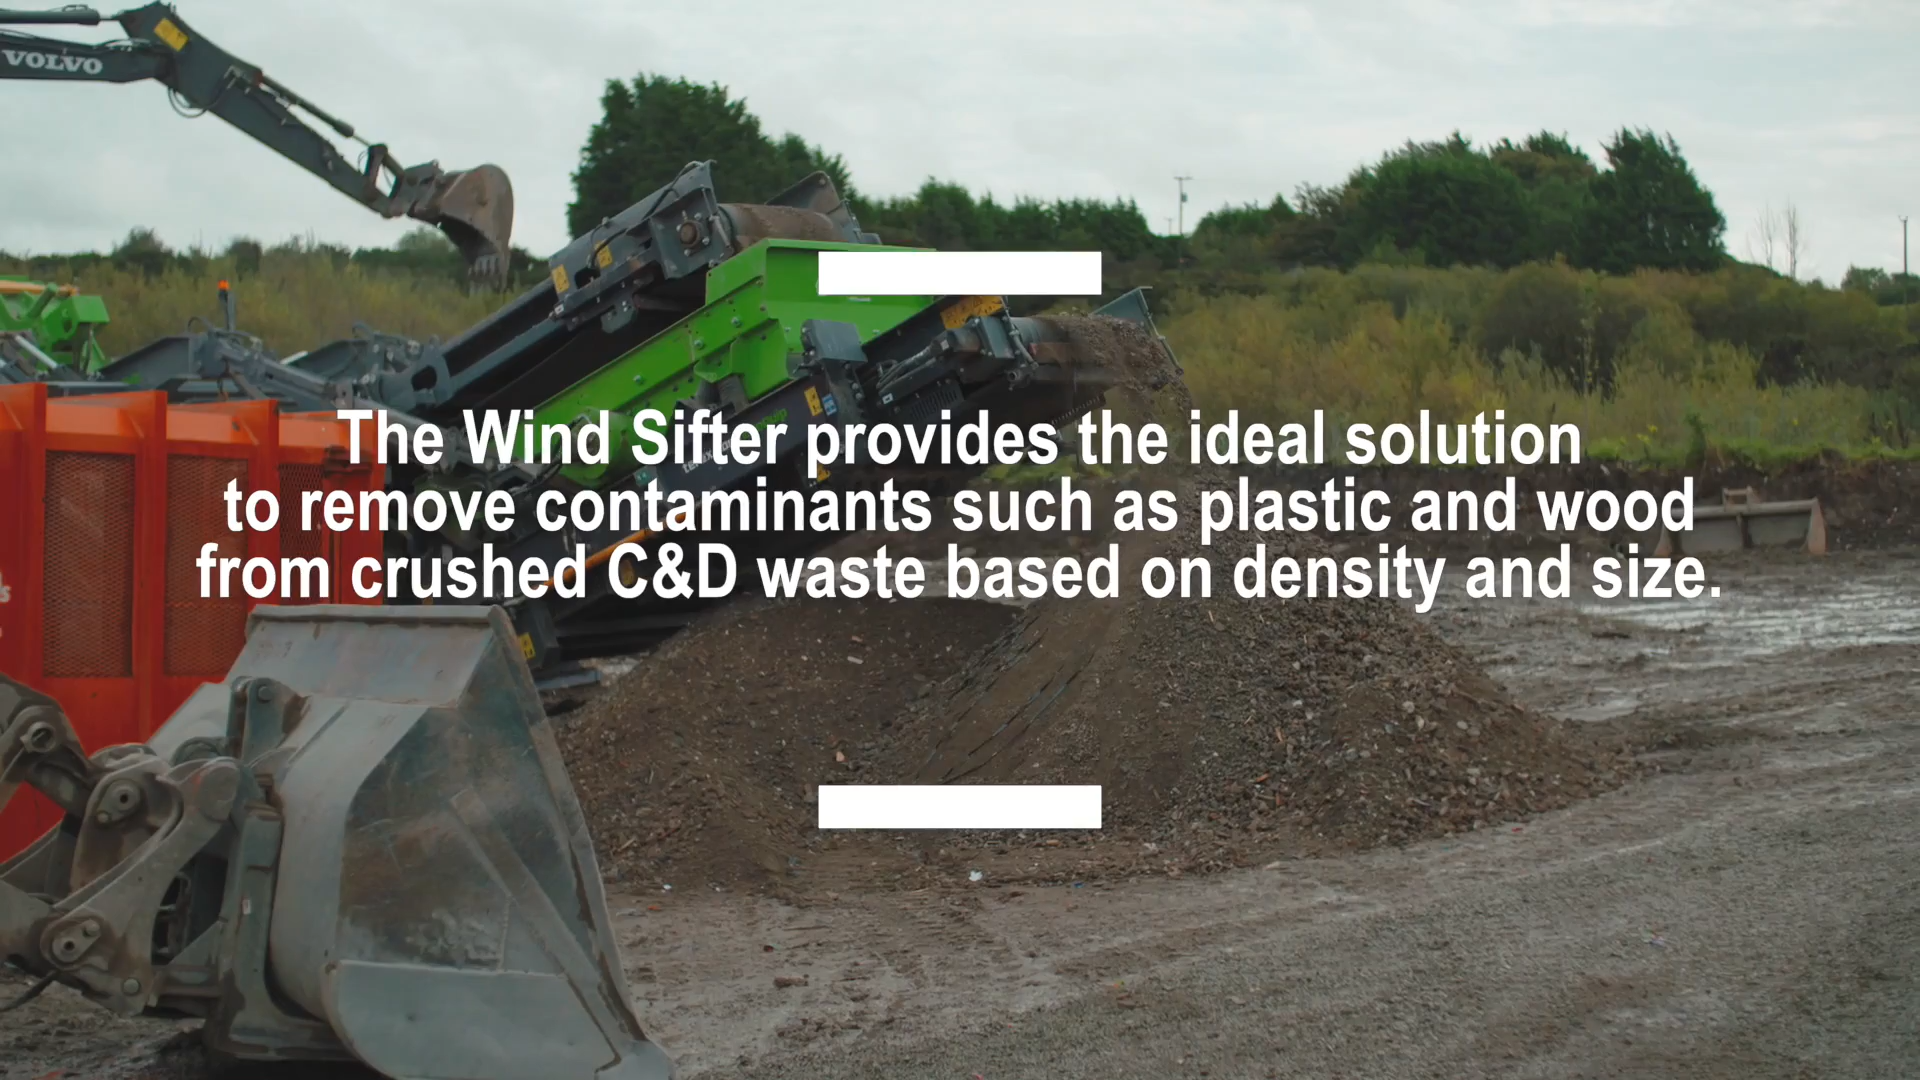 VOLVO
The Wind Sifter provides the ideal solution
to remove contaminants such as plastic and wood
from crushed C&D waste based on density and size.